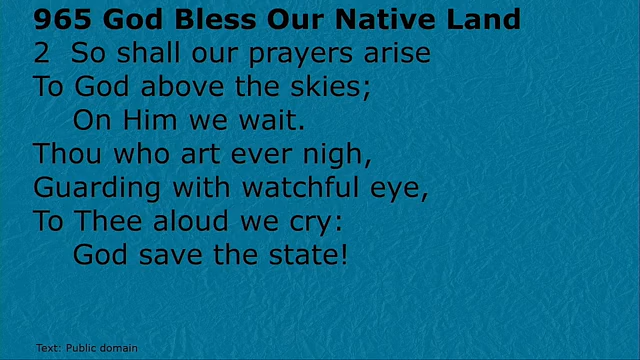 965 God Bless Our Native Land
2 So shall our prayers arise
To God above the skies;
On Him we wait.
Thou who art ever nigh,
Guarding with watchful eye,
To Thee aloud we cry:
God save the state!
Text: Public domain